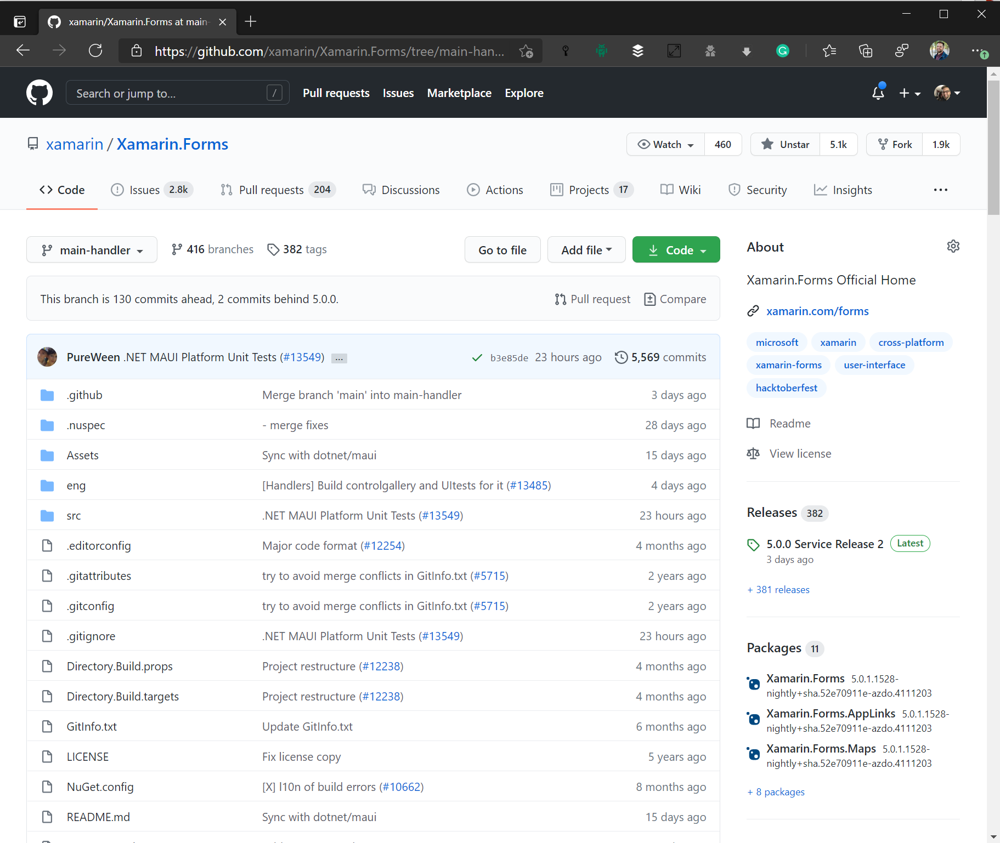 xamarin/Xamarin.Forms at main-
https://github.com/xamarin/Xamarin.Forms/tree/main-han...
Search or jump to... /
Pull requests Issues Marketplace Explore
xamarin / Xamarin.Forms
Watch 460 Unstar 5.1k Fork 1.9k
Code Issues 2.8k Pull requests 204 Discussions Actions Projects 17 Wiki Security Insights
main-handler 416 branches 382 tags Go to file Add file Code
This branch is 130 commits ahead, 2 commits behind 5.0.0. Pull request Compare
PureWeen .NET MAUI Platform Unit Tests (#13549) ... b3e85de 23 hours ago 5,569 commits
.github Merge branch 'main' into main-handler 3 days ago
.nuspec - merge fixes 28 days ago
Assets Sync with dotnet/maui 15 days ago
eng [Handlers] Build controlgallery and UItests for it (#13485) 4 days ago
src .NET MAUI Platform Unit Tests (#13549) 23 hours ago
.editorconfig Major code format (#12254) 4 months ago
.gitattributes try to avoid merge conflicts in GitInfo.txt (#5715) 2 years ago
.gitconfig try to avoid merge conflicts in GitInfo.txt (#5715) 2 years ago
.gitignore .NET MAUI Platform Unit Tests (#13549) 23 hours ago
Directory.Build.props Project restructure (#12238) 4 months ago
Directory.Build.targets Project restructure (#12238) 4 months ago
GitInfo.txt Update GitInfo.txt 6 months ago
LICENSE Fix license copy 5 years ago
NuGet.config [X] l10n of build errors (#10662) 8 months ago
README.md Sync with dotnet/maui 15 days ago
About
Xamarin.Forms Official Home
xamarin.com/forms
microsoft xamarin cross-platform
xamarin-forms user-interface
hacktoberfest
Readme
View license
Releases 382
5.0.0 Service Release 2 Latest
3 days ago
+ 381 releases
Packages 11
Xamarin.Forms 5.0.1.1528-
nightly+sha.52e70911e-azdo.4111203
Xamarin.Forms.AppLinks 5.0.1.1528-
nightly+sha.52e70911e-azdo.4111203
Xamarin.Forms.Maps 5.0.1.1528-
nightly+sha.52e70911e-azdo.4111203
+ 8 packages